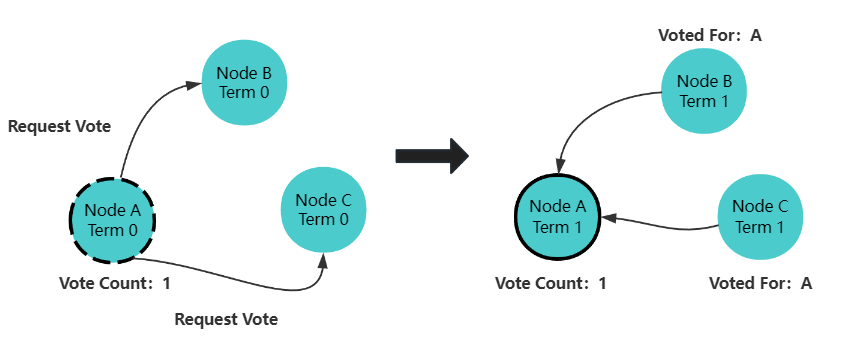 Node B
Term 0
Request Vote
Node A
Term 0
Vote Count：1
Node C
Term 0
Request Vote
Voted For：A
Node B
Term 1
Node A
Term 1
Vote Count：1
Node C
Term 1
Voted For：A